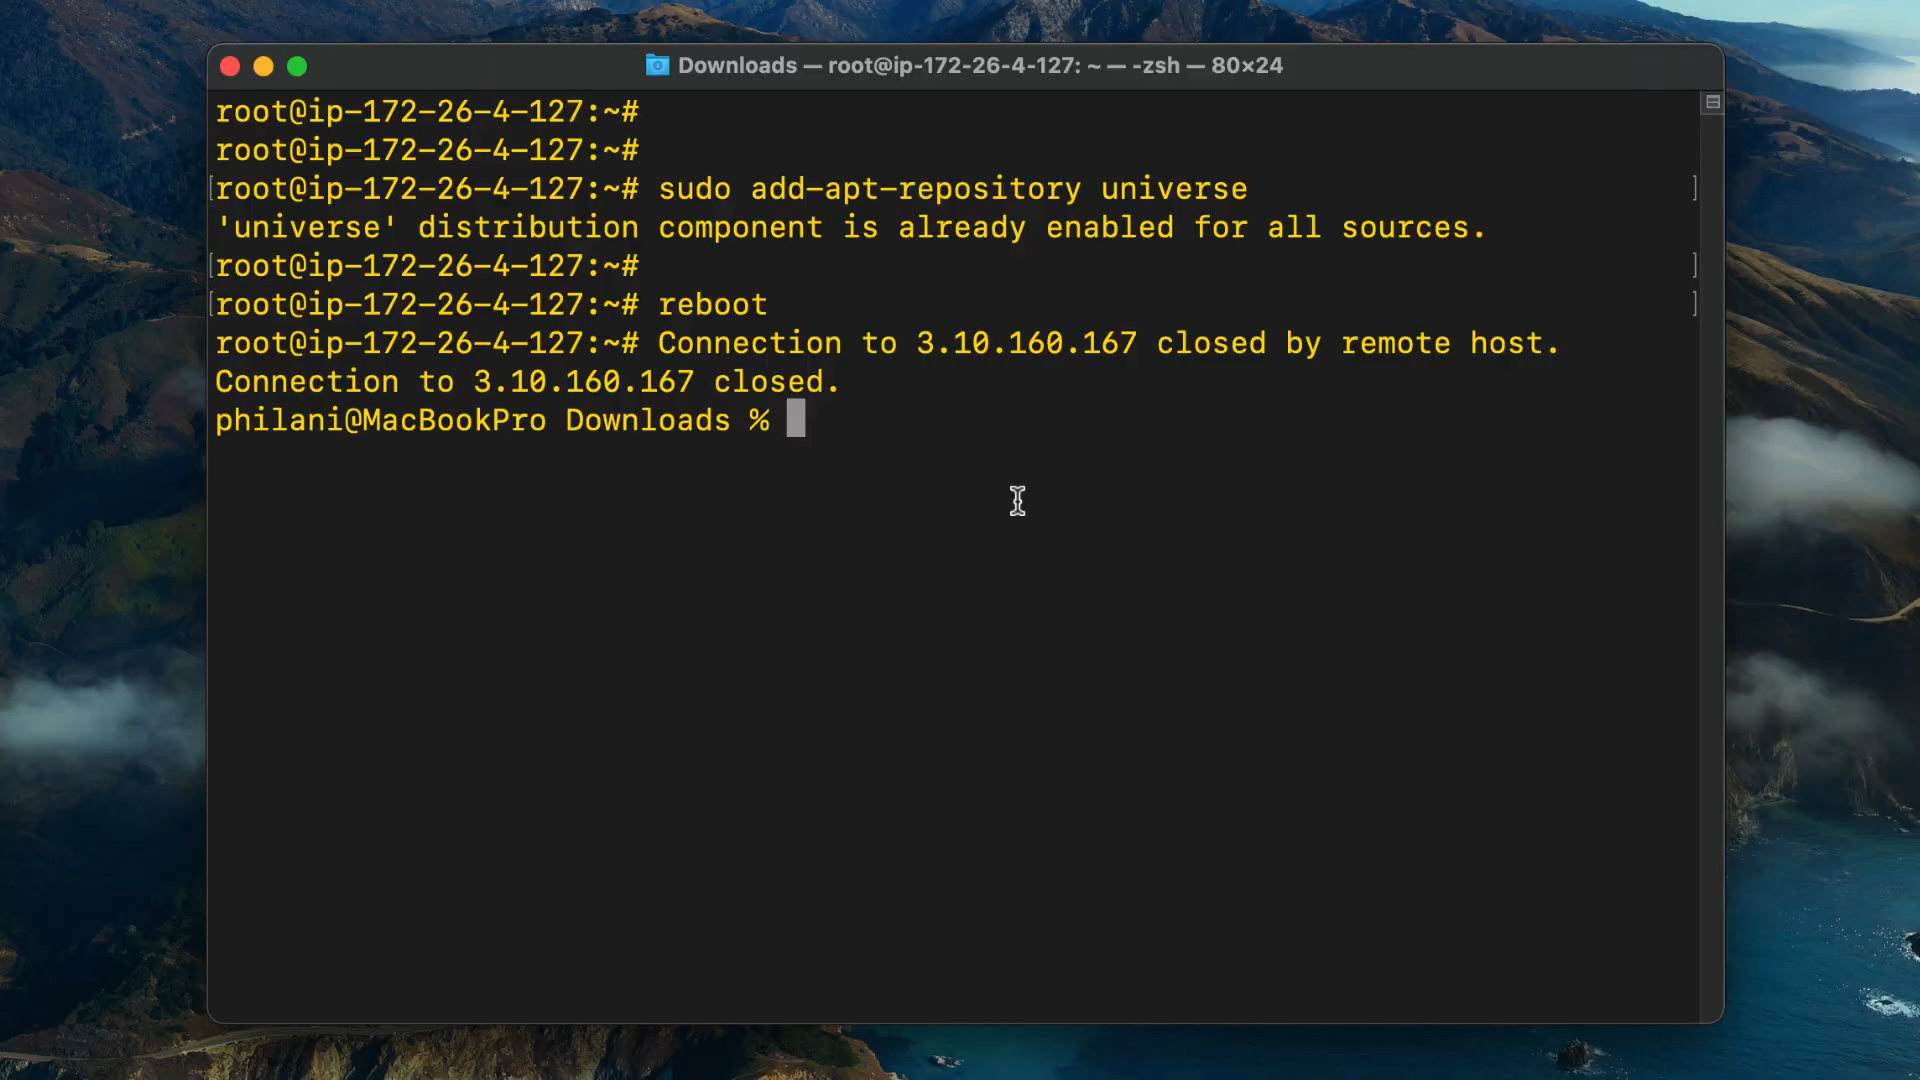 Downloads — root@ip-172-26-4-127: ~ — -zsh — 80×24
root@ip-172-26-4-127:~#
root@ip-172-26-4-127:~#
[root@ip-172-26-4-127:~# sudo add-apt-repository universe ]
'universe' distribution component is already enabled for all sources.
[root@ip-172-26-4-127:~# ]
[root@ip-172-26-4-127:~# reboot ]
root@ip-172-26-4-127:~# Connection to 3.10.160.167 closed by remote host.
Connection to 3.10.160.167 closed.
philani@MacBookPro Downloads %